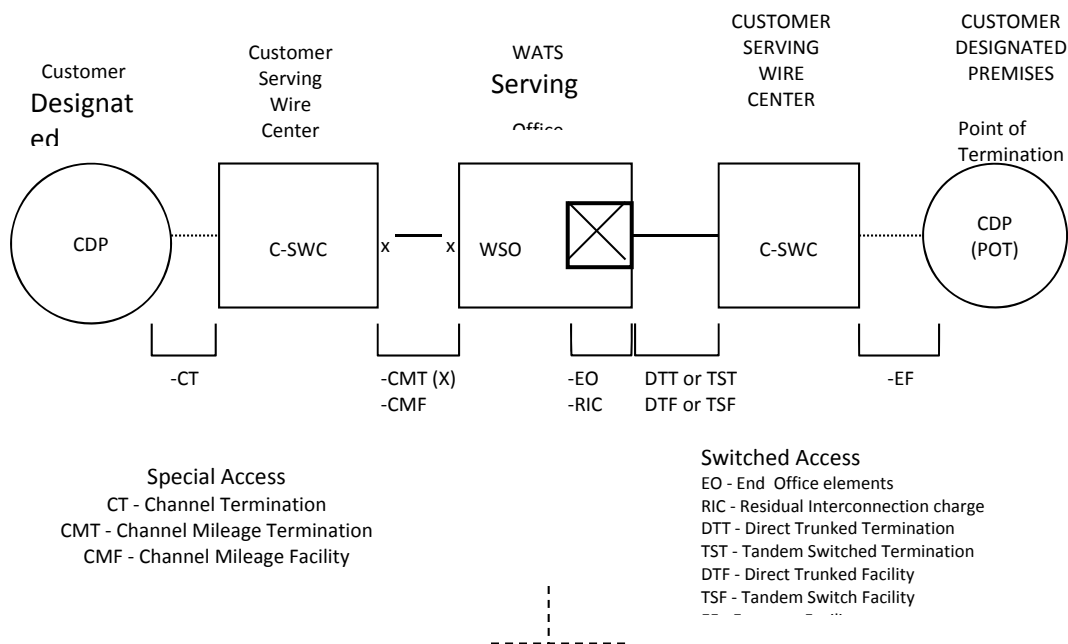 Customer
Designat
ed
Customer
Serving
Wire
Center
WATS
Serving
Office
CUSTOMER
SERVING
WIRE
CENTER
CUSTOMER
DESIGNATED
PREMISES
Point of
Termination
CDP
C-SWC
x
x
WSO
C-SWC
CDP
(POT)
-CT
-CMT (X)
-CMF
-EO
-RIC
DTT or TST
DTF or TSF
-EF
Special Access
CT - Channel Termination
CMT - Channel Mileage Termination
CMF - Channel Mileage Facility
Switched Access
EO - End Office elements
RIC - Residual Interconnection charge
DTT - Direct Trunked Termination
TST - Tandem Switched Termination
DTF - Direct Trunked Facility
TSF - Tandem Switch Facility